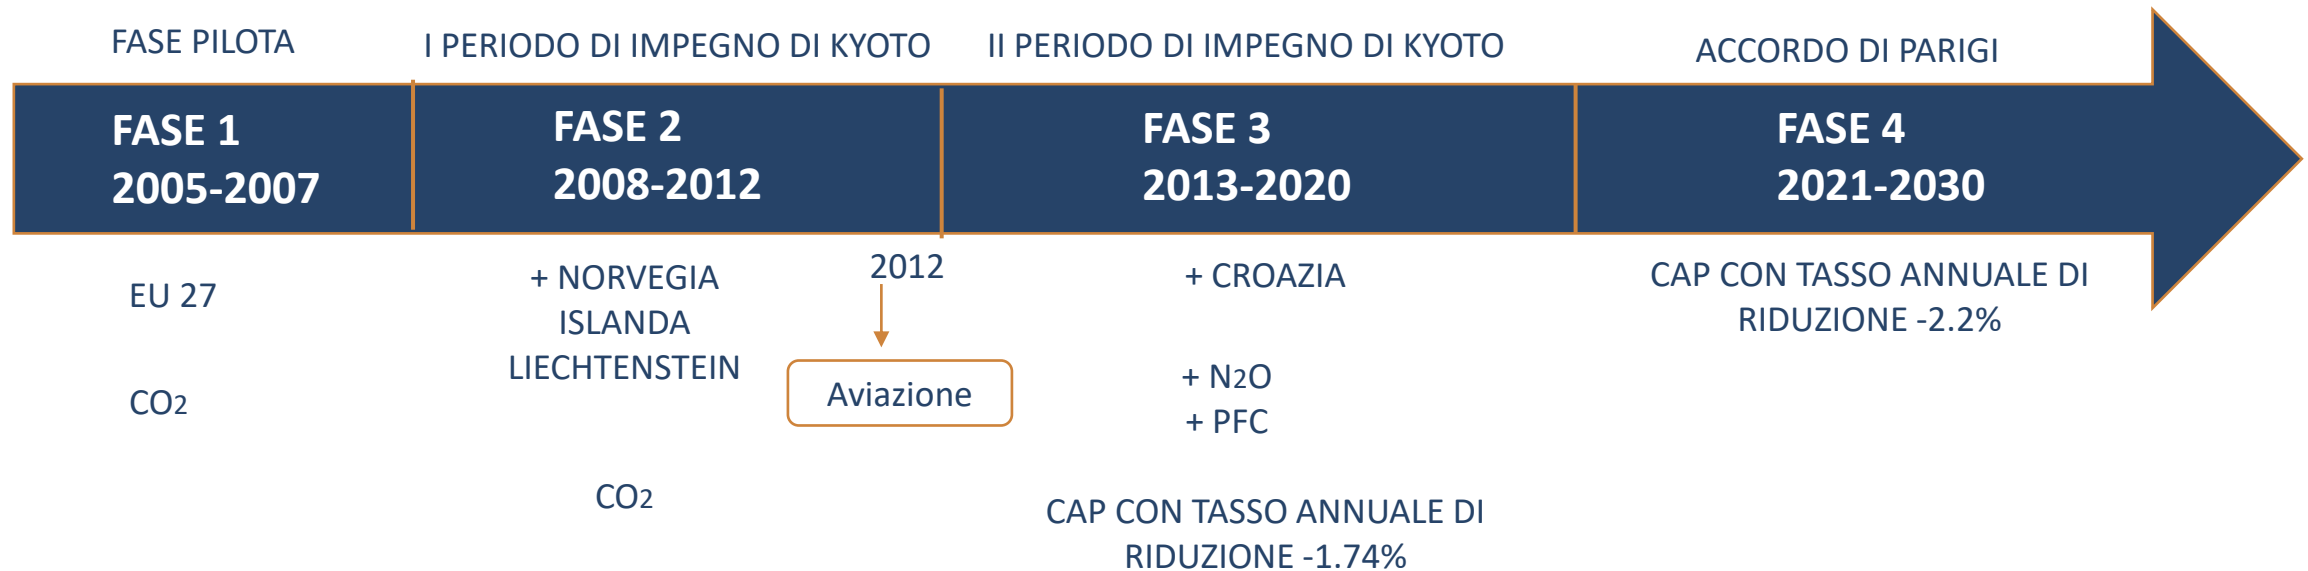 FASE PILOTA
I PERIODO DI IMPEGNO DI KYOTO
II PERIODO DI IMPEGNO DI KYOTO
ACCORDO DI PARIGI
FASE 1
2005-2007
FASE 2
2008-2012
FASE 3
2013-2020
FASE 4
2021-2030
EU 27
CO2
+ NORVEGIA
ISLANDA
LIECHTENSTEIN
CO2
2012
Aviazione
+ CROAZIA
+ N2O
+ PFC
CAP CON TASSO ANNUALE DI
RIDUZIONE -1.74%
CAP CON TASSO ANNUALE DI
RIDUZIONE -2.2%